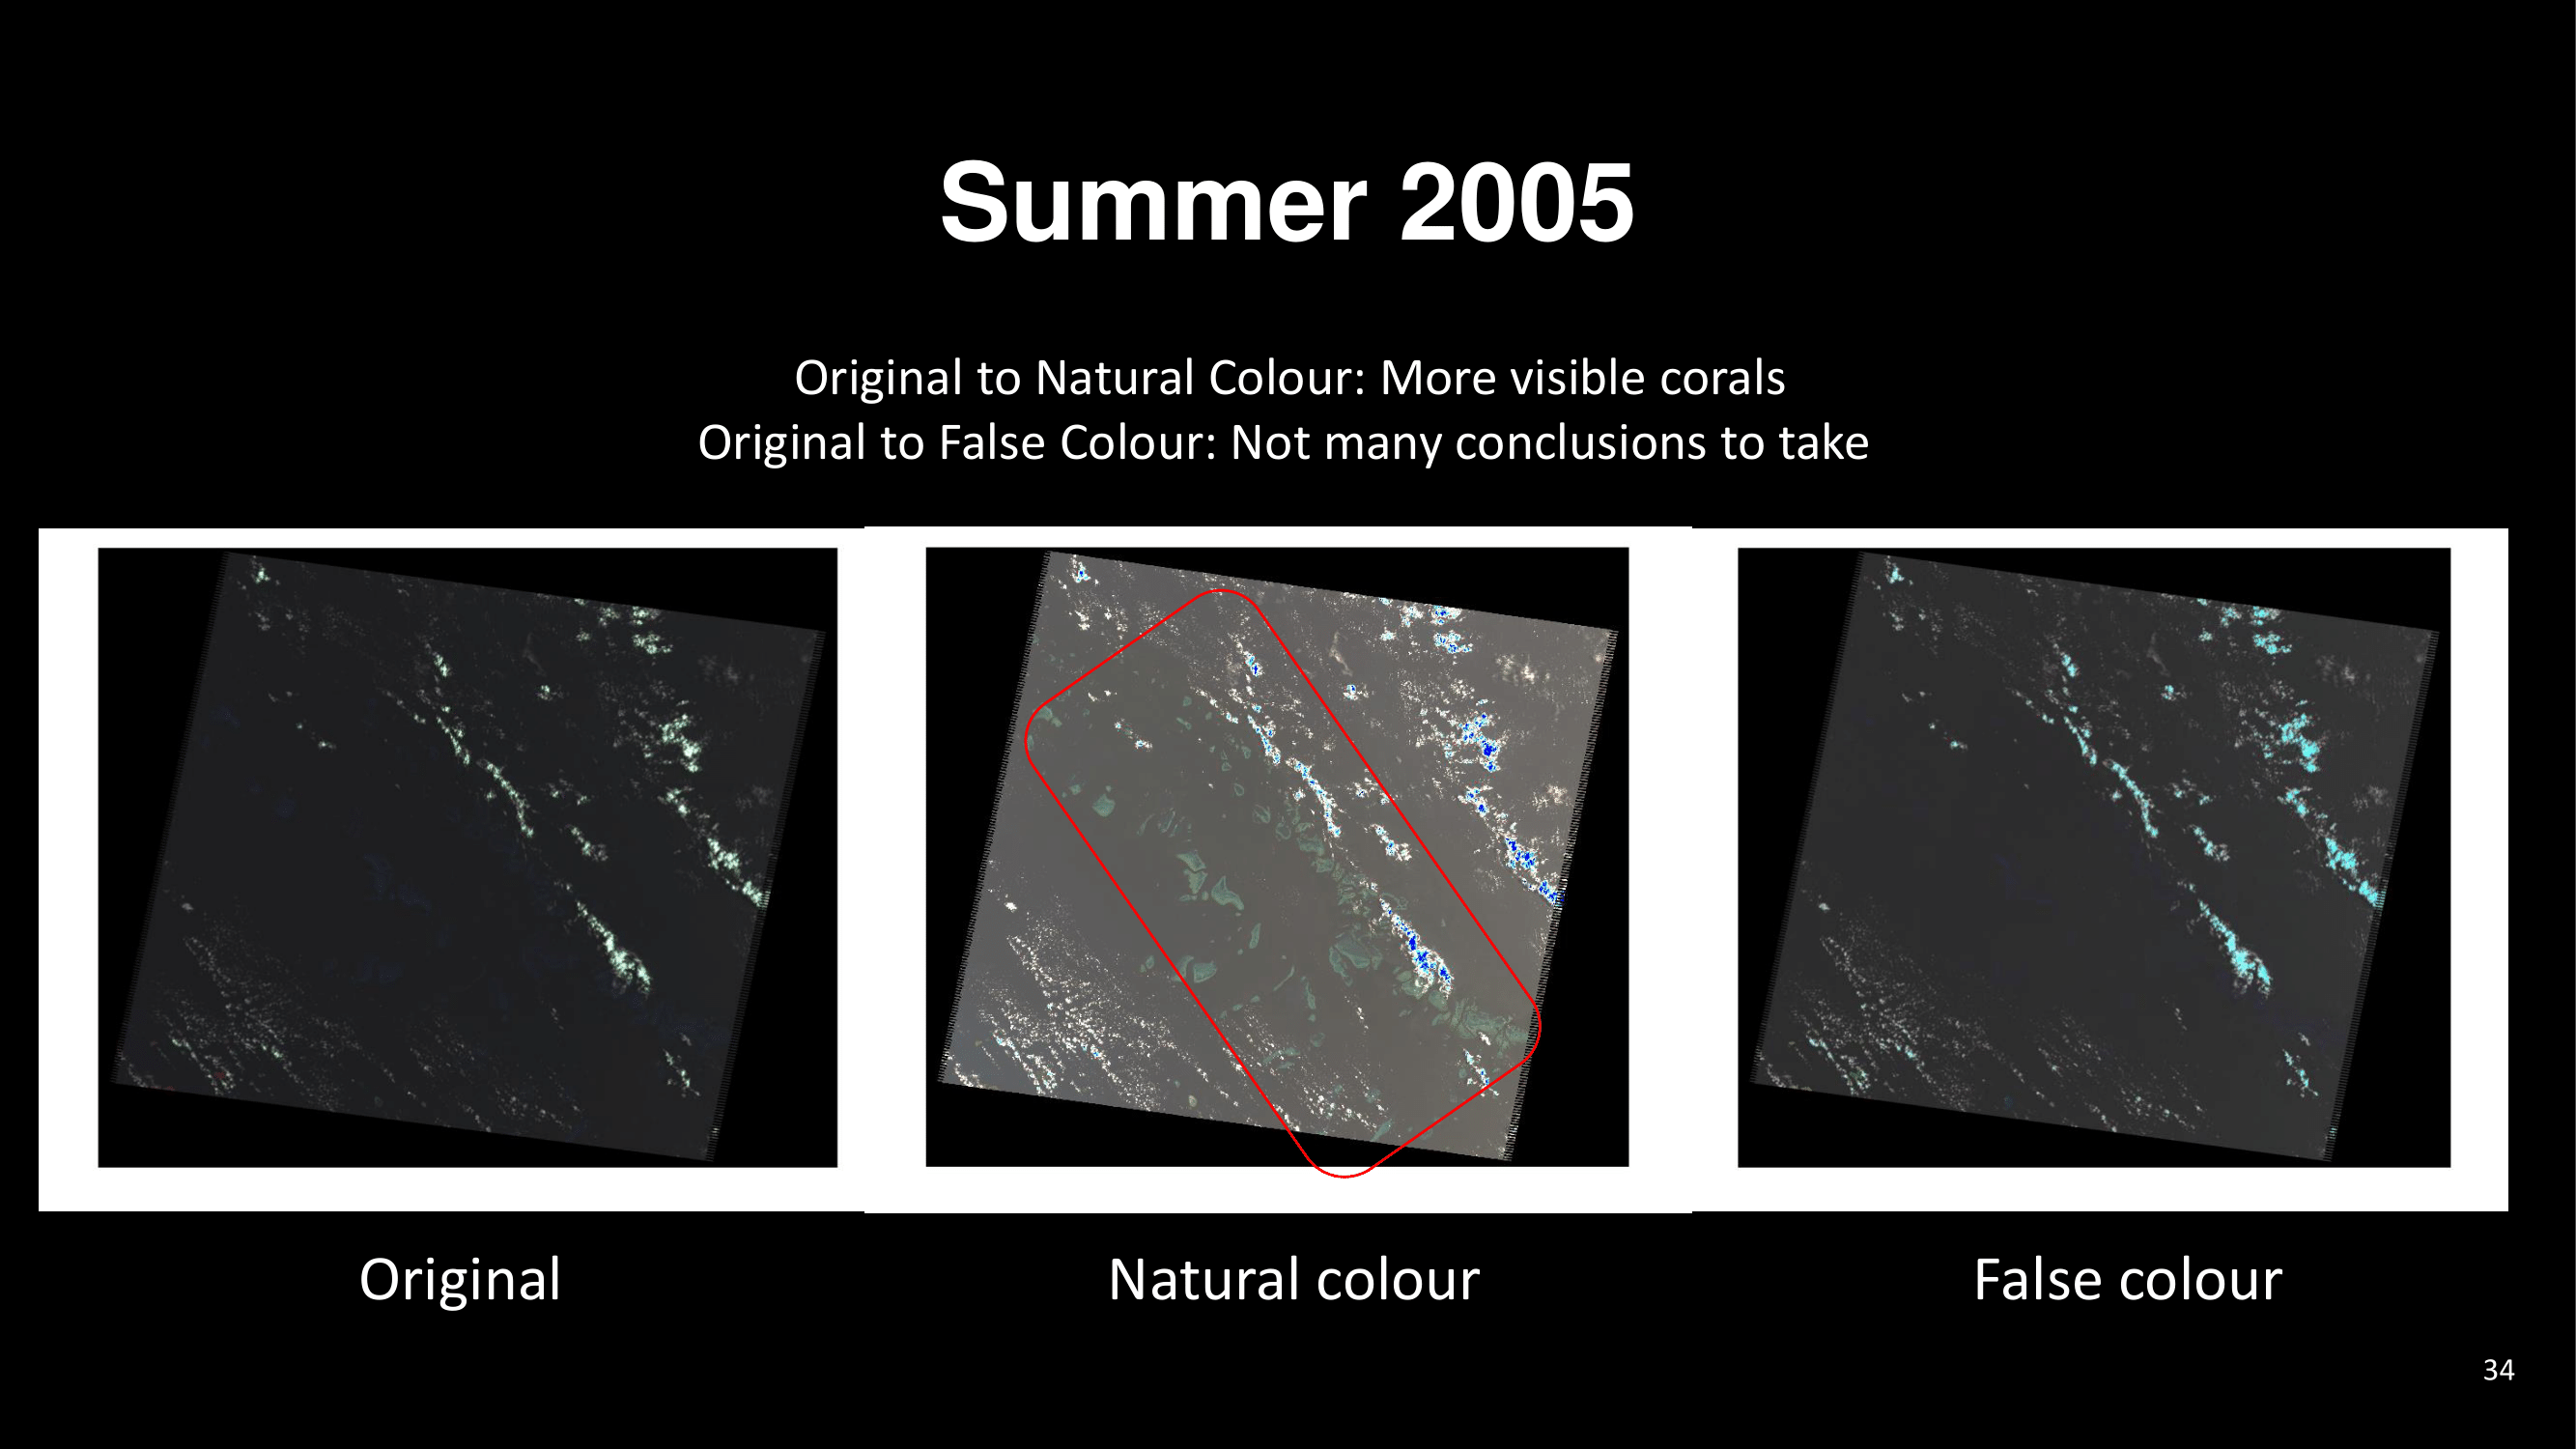 Summer 2005
Original to Natural Colour: More visible corals
Original to False Colour: Not many conclusions to take
Original
Natural colour
False colour
34